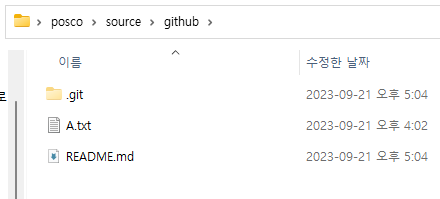 posco > source > github >
이름 수정한 날짜
.git 2023-09-21 오후 5:04
A.txt 2023-09-21 오후 4:02
README.md 2023-09-21 오후 5:04
로